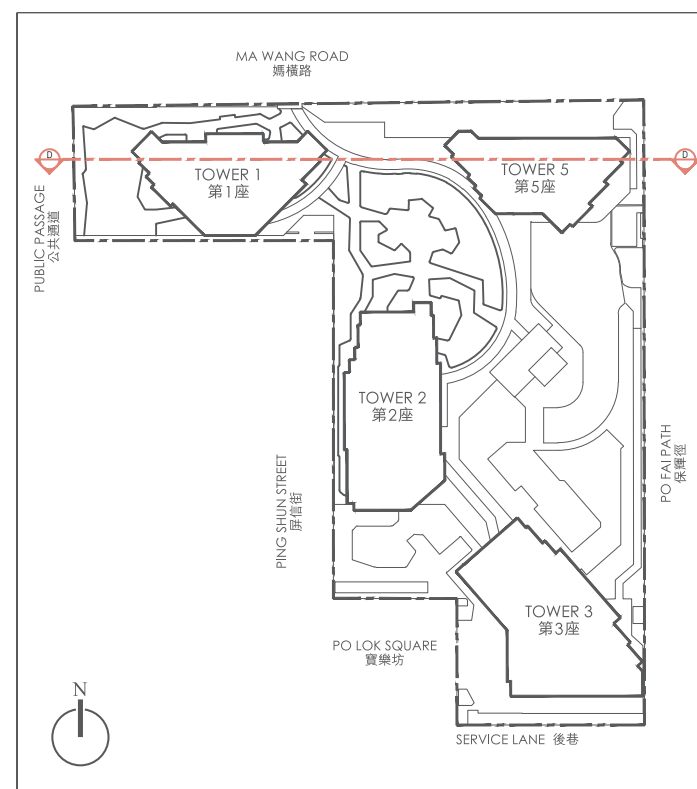 MA WANG ROAD
媽橫路
D
D
TOWER 1
第1座
TOWER 5
第5座
PUBLIC PASSAGE
公共通道
TOWER 2
第2座
PO FAI PATH
保輝徑
PING SHUN STREET
屏信街
TOWER 3
第3座
PO LOK SQUARE
寶樂坊
N
SERVICE LANE 後巷